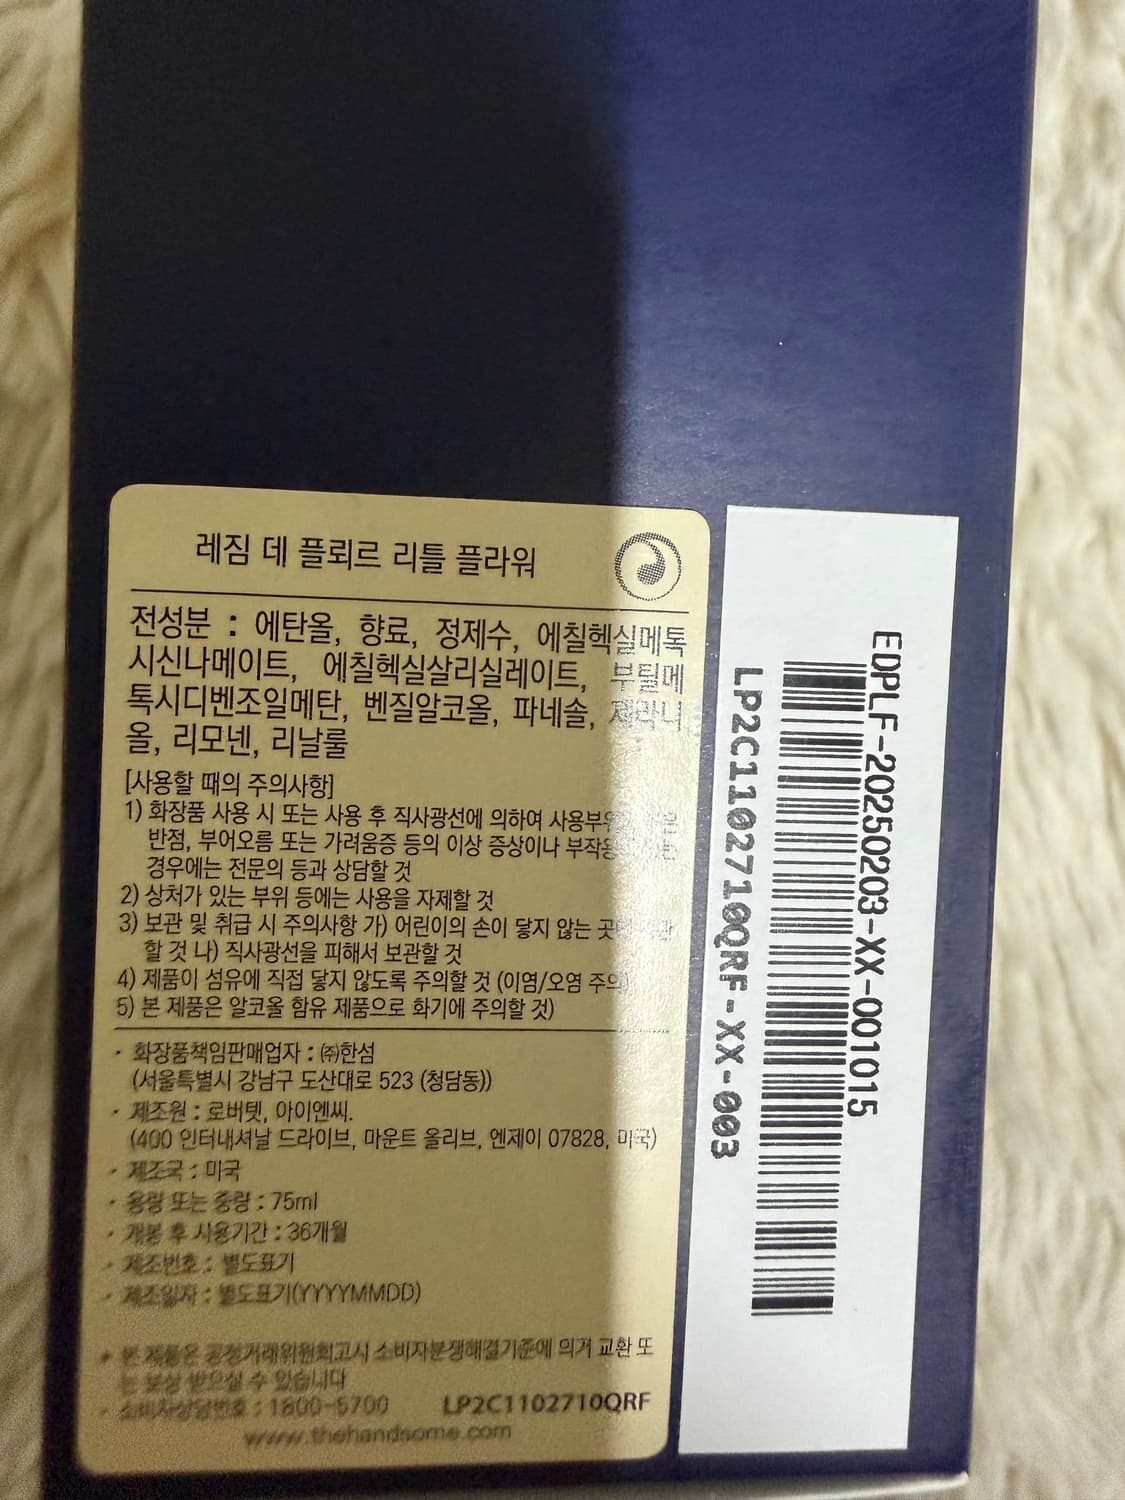 레짐 데 플뢰르 리틀 플라워
전성분 : 에탄올, 향료, 정제수, 에칠헥실메톡
시신나메이트, 에칠헥실살리실레이트, 부틸메
톡시디벤조일메탄, 벤질알코올, 파네솔, 제라니
올, 리모넨, 리날룰
[사용할 때의 주의사항]
1) 화장품 사용 시 또는 사용 후 직사광선에 의하여 사용부위
반점, 부어오름 또는 가려움증 등의 이상 증상이나
경우에는 전문의 등과 상담할 것
2) 상처가 있는 부위 등에는 사용을 자제할 것
3) 보관 및 취급 시 주의사항 가) 어린이의 손이 닿지 않는
할 것 나) 직사광선을 피해서 보관할 것
4) 제품이 섬유에 직접 닿지 않도록 주의할 것 (이염/오염 주의)
5) 본 제품은 알코올 함유 제품으로 화기에 주의할 것)
· 화장품책임판매업자 : ㈜한섬
(서울특별시 강남구 도산대로 523 (청담동))
· 제조원 : 로버텟, 아이엔씨.
(400 인터내셔날 드라이브, 마운트 올리브, 엔제이 07828, 미국)
· 제조국 : 미국
· 용량 또는 중량 : 75ml
· 개봉 후 사용기간 : 36개월
· 제조번호 : 별도표기
· 제조일자 : 별도표기(YYYYMMDD)
· 본 제품은 공정거래위원회고시 소비자분쟁해결기준에 의거 교환 또
는 보상 받으실 수 있습니다
· 소비자상담번호 : 1800-5700 LP2C1102710QRF
www.thehandsome.com
EDPLF-20250203-XX-001015
LP2C1102710QRF-XX-003